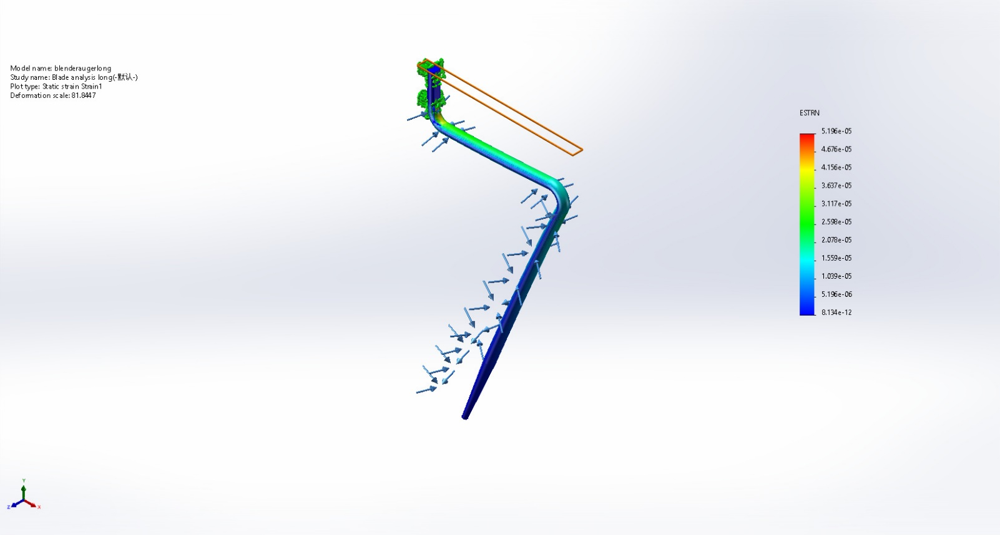 Model name: blenderaugerlong
Study name: Blade analysis long(-默认-)
Plot type: Static strain Strain1
Deformation scale: 81.8447
ESTRN
5.196e-05
4.676e-05
4.156e-05
3.637e-05
3.117e-05
2.598e-05
2.078e-05
1.559e-05
1.039e-05
5.196e-06
8.134e-12
Y
Z
X